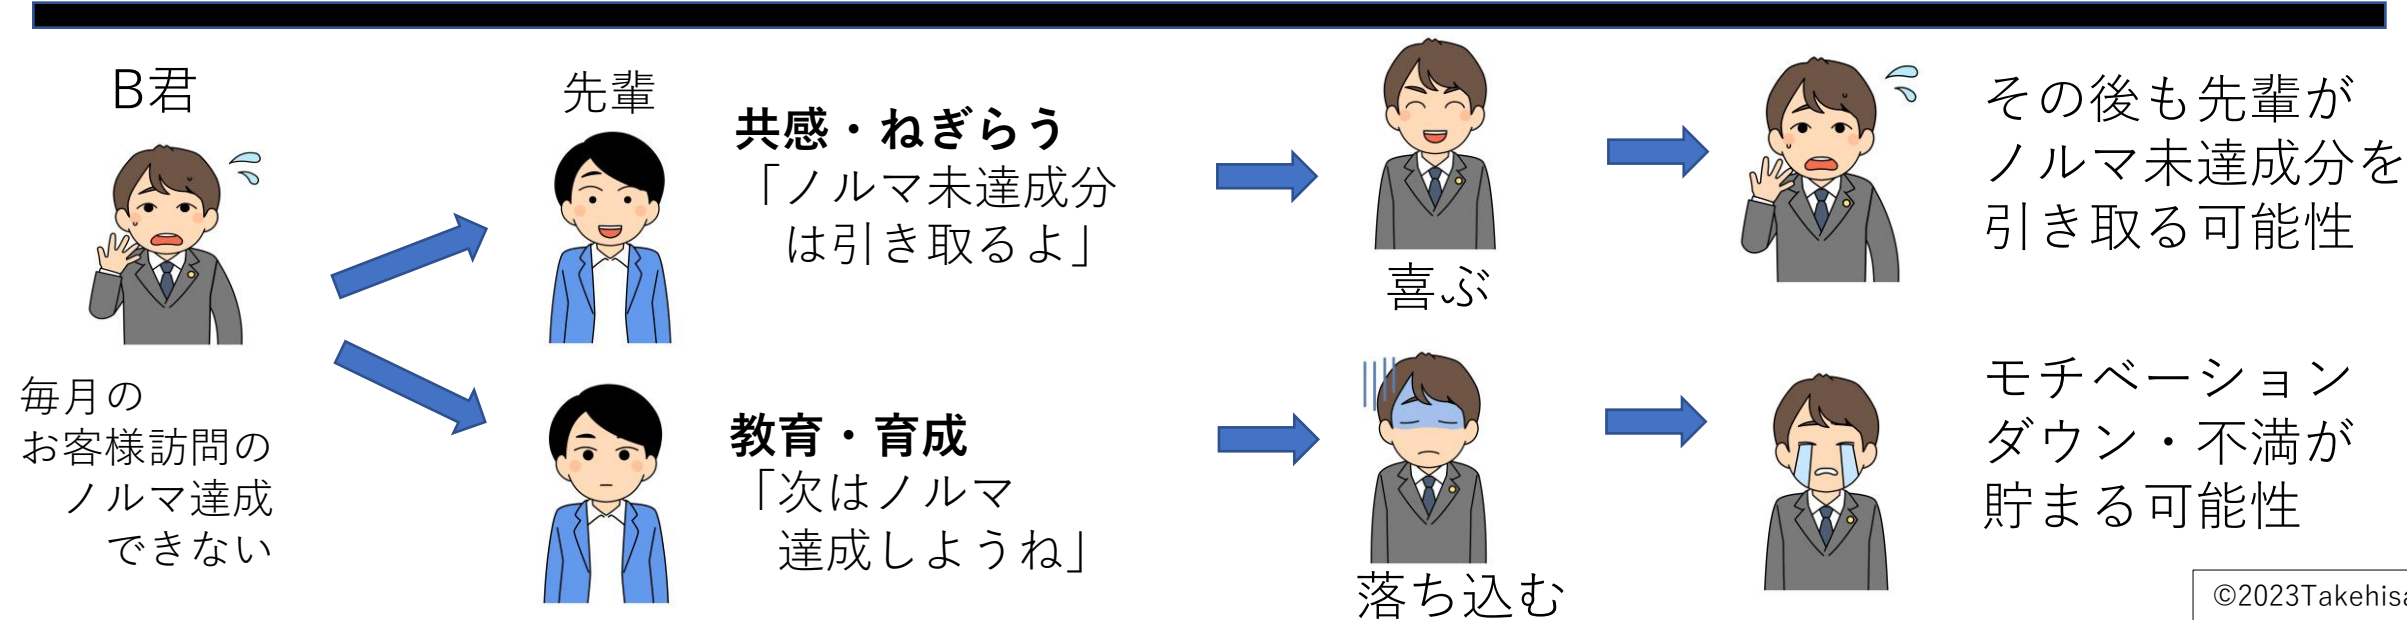 B君
毎月の
お客様訪問の
ノルマ達成
できない
先輩
共感・ねぎらう
「ノルマ未達成分
は引き取るよ」
喜ぶ
その後も先輩が
ノルマ未達成分を
引き取る可能性
教育・育成
「次はノルマ
達成しようね」
落ち込む
モチベーション
ダウン・不満が
貯まる可能性
©2023Takehisa